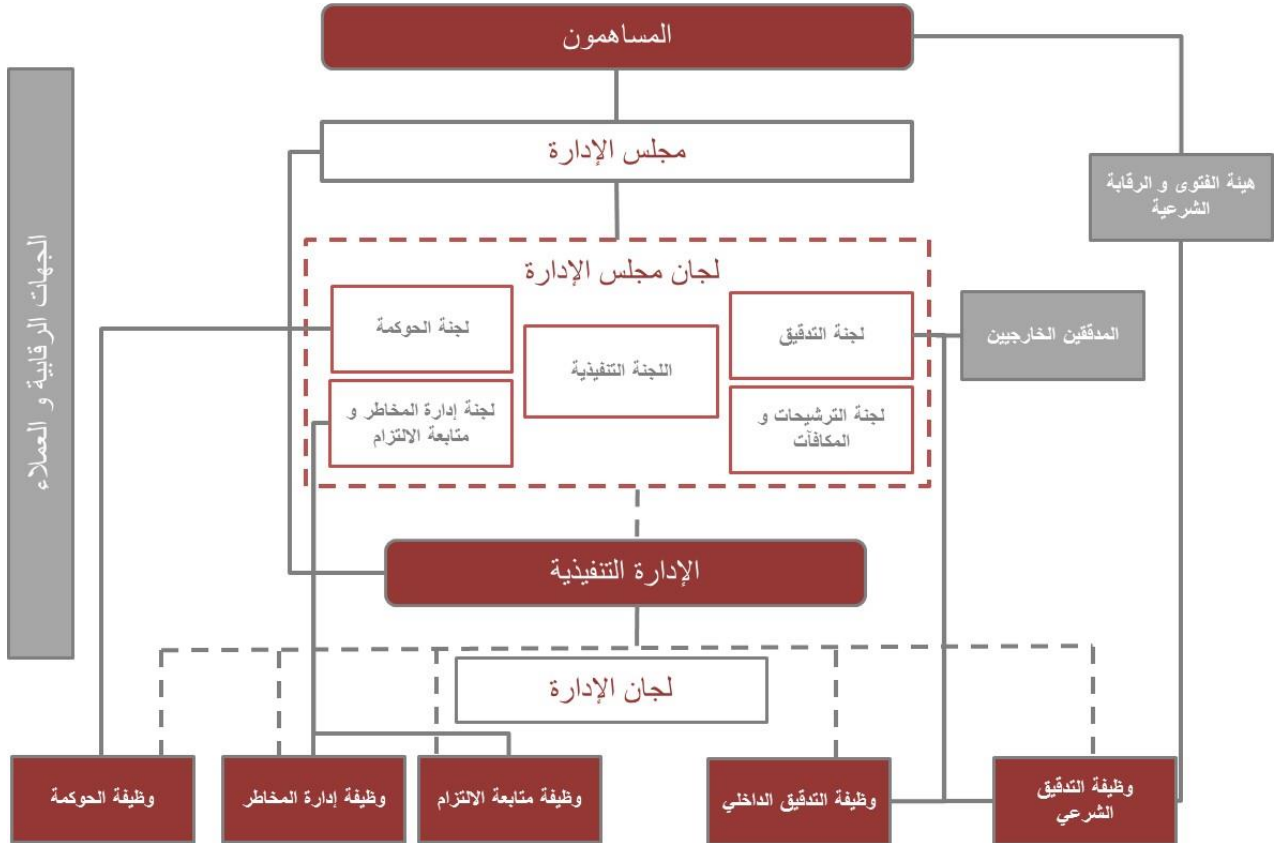 المساهمون
مجلس الإدارة
هيئة الفتوى و الرقابة
الشرعية
الجهات الرقابية و العملاء
لجان مجلس الإدارة
لجنة التدقيق
لجنة الحوكمة
المدققين الخارجيين
اللجنة التنفيذية
لجنة الترشيحات و
المكافآت
لجنة إدارة المخاطر و
متابعة الالتزام
الإدارة التنفيذية
لجان الإدارة
وظيفة التدقيق
الشرعي
وظيفة التدقيق الداخلي
وظيفة متابعة الالتزام
وظيفة إدارة المخاطر
وظيفة الحوكمة